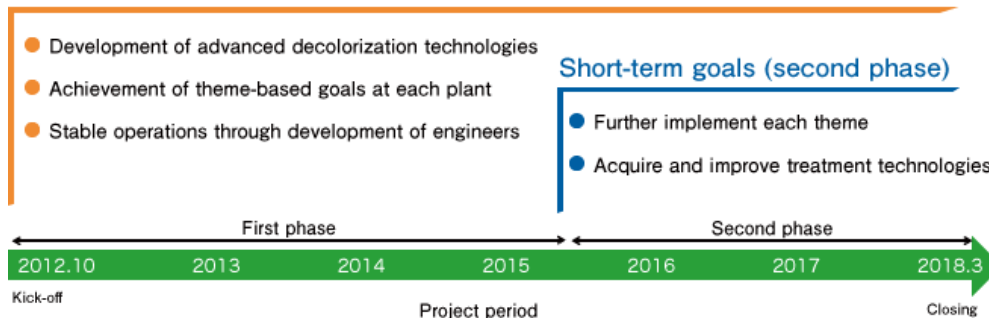 Development of advanced decolorization technologies
Achievement of theme-based goals at each plant
Stable operations through development of engineers
Short-term goals (second phase)
Further implement each theme
Acquire and improve treatment technologies
First phase
Second phase
2012.10 2013 2014 2015 2016 2017 2018.3
Kick-off
Project period
Closing